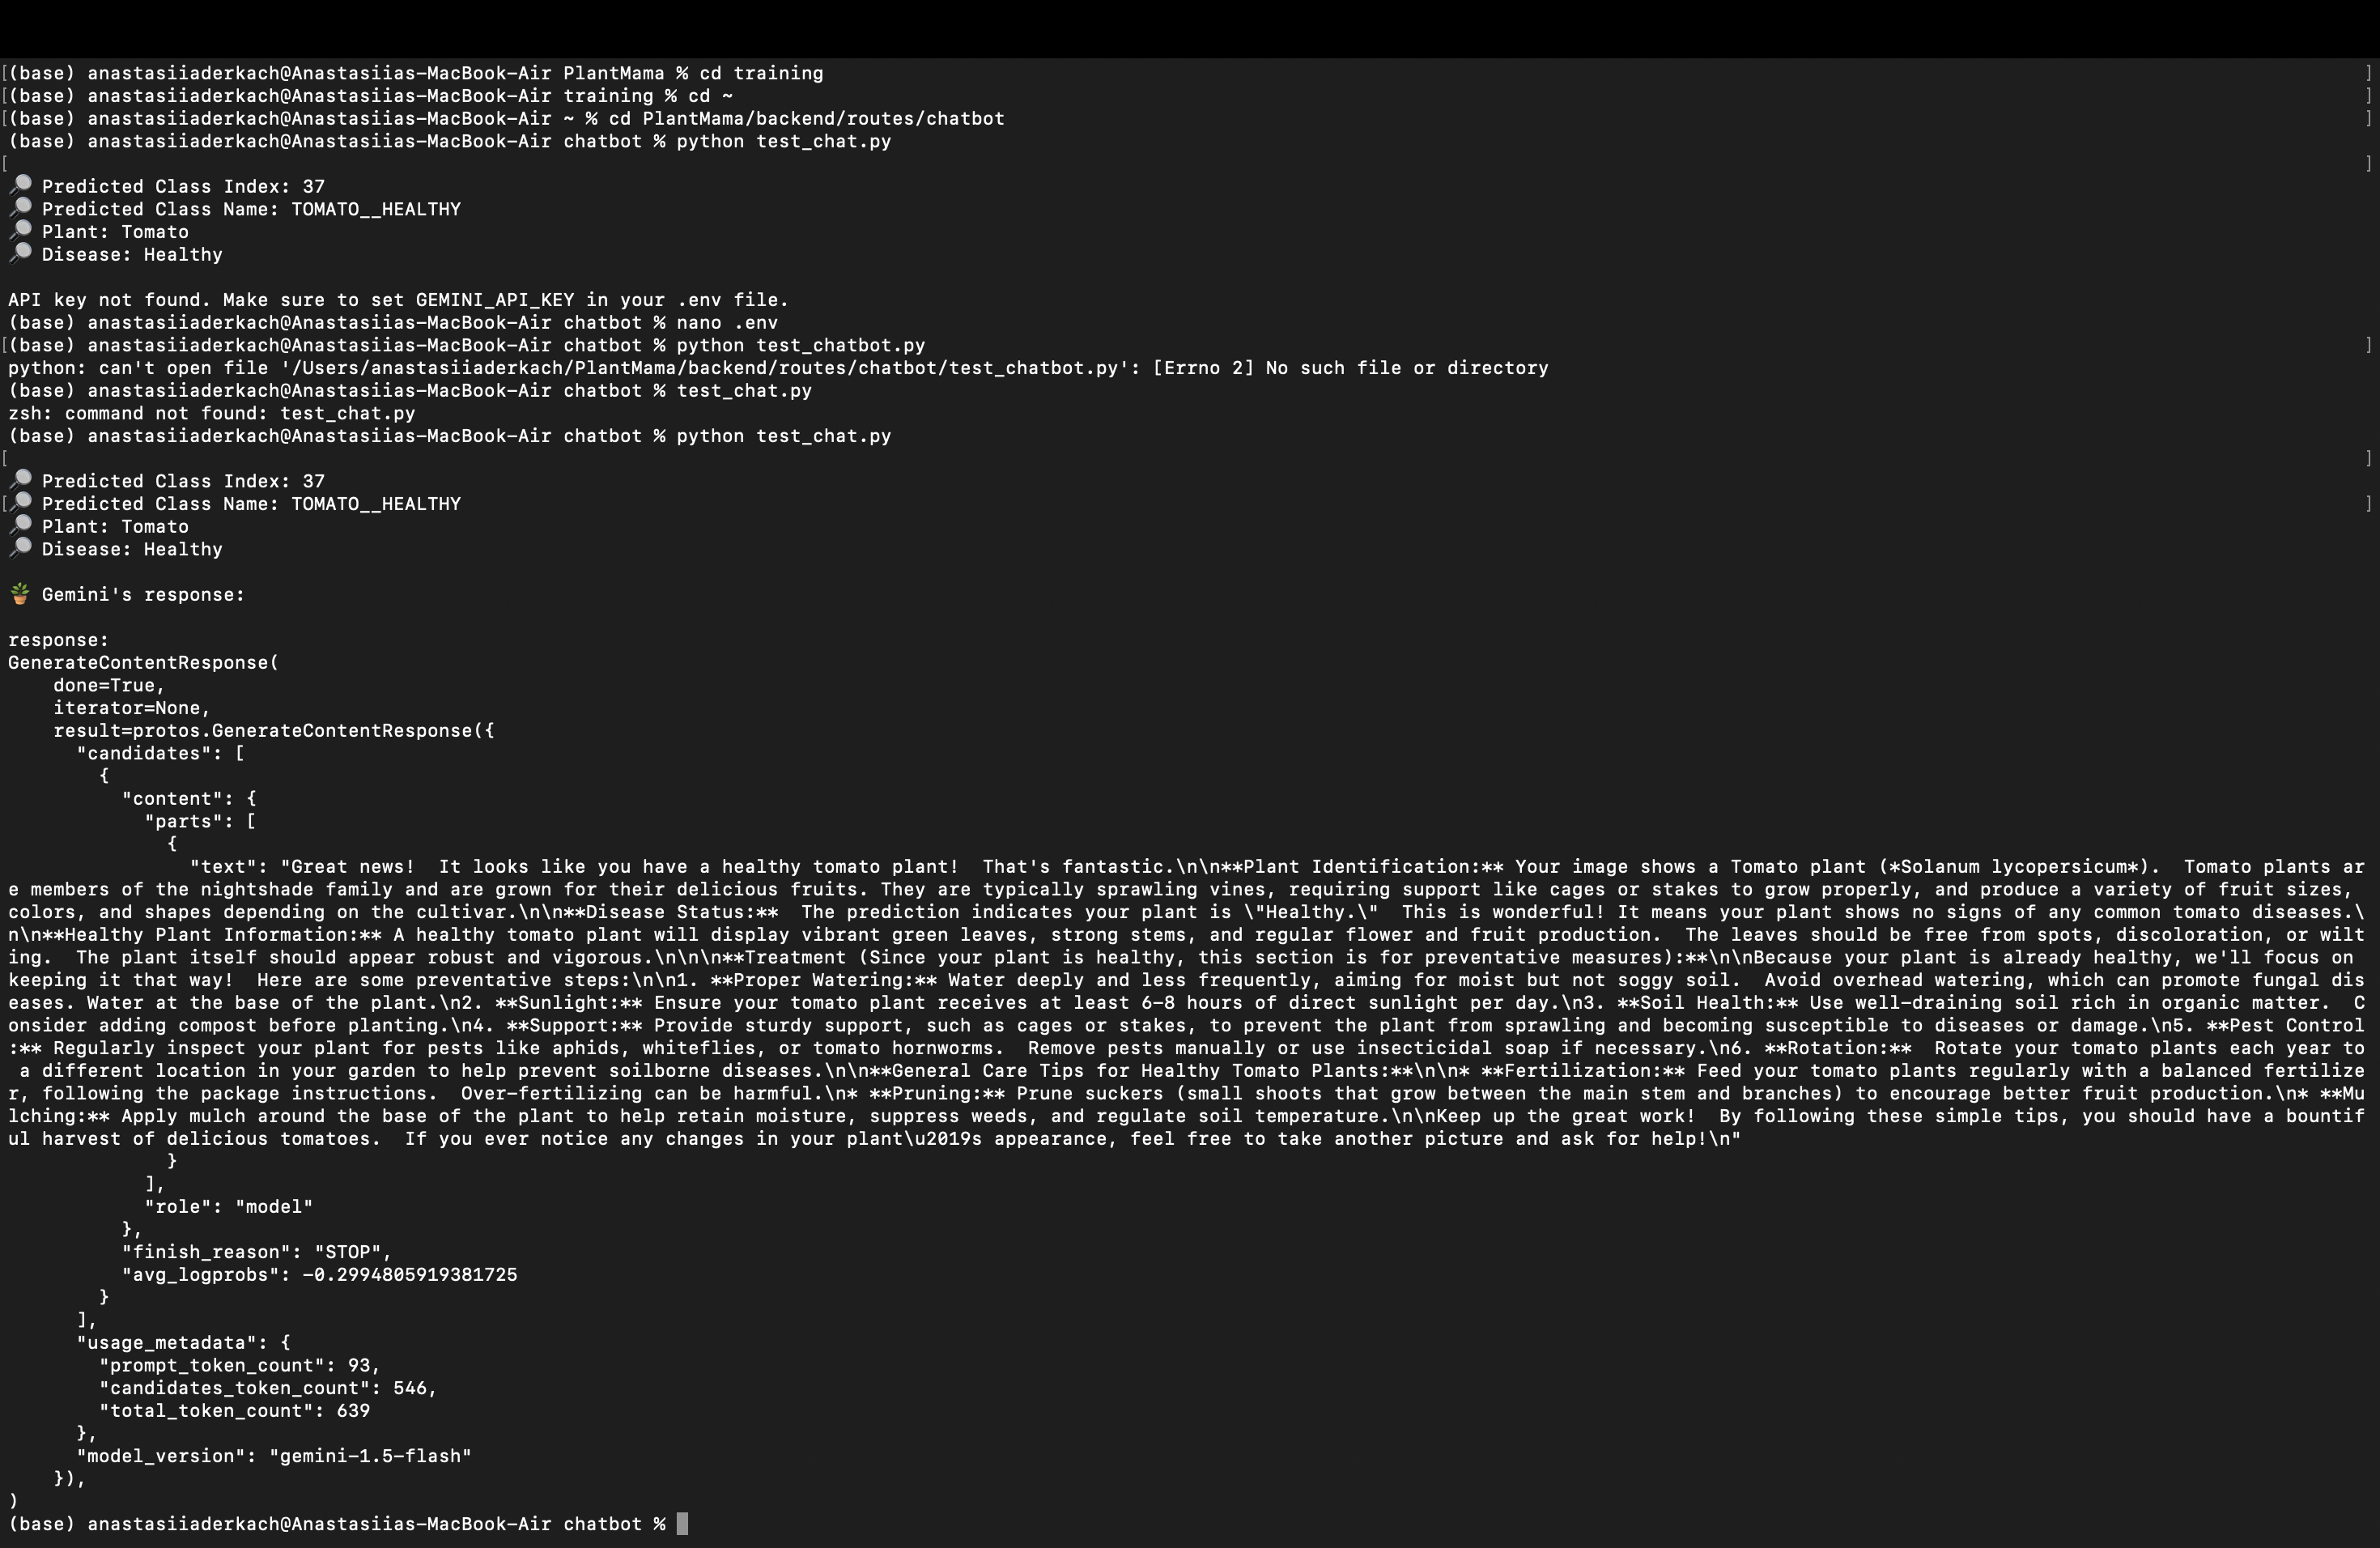 [(base) anastasiiaderkach@Anastasiias-MacBook-Air PlantMama % cd training ]
[(base) anastasiiaderkach@Anastasiias-MacBook-Air training % cd ~ ]
[(base) anastasiiaderkach@Anastasiias-MacBook-Air ~ % cd PlantMama/backend/routes/chatbot ]
(base) anastasiiaderkach@Anastasiias-MacBook-Air chatbot % python test_chat.py
[ ]
🔎 Predicted Class Index: 37
🔎 Predicted Class Name: TOMATO__HEALTHY
🔎 Plant: Tomato
🔎 Disease: Healthy
API key not found. Make sure to set GEMINI_API_KEY in your .env file.
(base) anastasiiaderkach@Anastasiias-MacBook-Air chatbot % nano .env
[(base) anastasiiaderkach@Anastasiias-MacBook-Air chatbot % python test_chatbot.py ]
python: can't open file '/Users/anastasiiaderkach/PlantMama/backend/routes/chatbot/test_chatbot.py': [Errno 2] No such file or directory
(base) anastasiiaderkach@Anastasiias-MacBook-Air chatbot % test_chat.py
zsh: command not found: test_chat.py
(base) anastasiiaderkach@Anastasiias-MacBook-Air chatbot % python test_chat.py
[ ]
🔎 Predicted Class Index: 37
[🔎 Predicted Class Name: TOMATO__HEALTHY ]
🔎 Plant: Tomato
🔎 Disease: Healthy
🪴 Gemini's response:
response:
GenerateContentResponse(
    done=True,
    iterator=None,
    result=protos.GenerateContentResponse({
      "candidates": [
        {
          "content": {
            "parts": [
              {
                "text": "Great news!  It looks like you have a healthy tomato plant!  That's fantastic.\n\n**Plant Identification:** Your image shows a Tomato plant (*Solanum lycopersicum*).  Tomato plants ar
e members of the nightshade family and are grown for their delicious fruits. They are typically sprawling vines, requiring support like cages or stakes to grow properly, and produce a variety of fruit sizes,
colors, and shapes depending on the cultivar.\n\n**Disease Status:**  The prediction indicates your plant is \"Healthy.\"  This is wonderful! It means your plant shows no signs of any common tomato diseases.\
n\n**Healthy Plant Information:** A healthy tomato plant will display vibrant green leaves, strong stems, and regular flower and fruit production.  The leaves should be free from spots, discoloration, or wilt
ing.  The plant itself should appear robust and vigorous.\n\n\n**Treatment (Since your plant is healthy, this section is for preventative measures):**\n\nBecause your plant is already healthy, we'll focus on
keeping it that way!  Here are some preventative steps:\n\n1. **Proper Watering:** Water deeply and less frequently, aiming for moist but not soggy soil.  Avoid overhead watering, which can promote fungal dis
eases. Water at the base of the plant.\n2. **Sunlight:** Ensure your tomato plant receives at least 6-8 hours of direct sunlight per day.\n3. **Soil Health:** Use well-draining soil rich in organic matter.  C
onsider adding compost before planting.\n4. **Support:** Provide sturdy support, such as cages or stakes, to prevent the plant from sprawling and becoming susceptible to diseases or damage.\n5. **Pest Control
:** Regularly inspect your plant for pests like aphids, whiteflies, or tomato hornworms.  Remove pests manually or use insecticidal soap if necessary.\n6. **Rotation:**  Rotate your tomato plants each year to
 a different location in your garden to help prevent soilborne diseases.\n\n**General Care Tips for Healthy Tomato Plants:**\n\n* **Fertilization:** Feed your tomato plants regularly with a balanced fertilize
r, following the package instructions.  Over-fertilizing can be harmful.\n* **Pruning:** Prune suckers (small shoots that grow between the main stem and branches) to encourage better fruit production.\n* **Mu
lching:** Apply mulch around the base of the plant to help retain moisture, suppress weeds, and regulate soil temperature.\n\nKeep up the great work!  By following these simple tips, you should have a bountif
ul harvest of delicious tomatoes.  If you ever notice any changes in your plant\u2019s appearance, feel free to take another picture and ask for help!\n"
              }
            ],
            "role": "model"
          },
          "finish_reason": "STOP",
          "avg_logprobs": -0.2994805919381725
        }
      ],
      "usage_metadata": {
        "prompt_token_count": 93,
        "candidates_token_count": 546,
        "total_token_count": 639
      },
      "model_version": "gemini-1.5-flash"
    }),
)
(base) anastasiiaderkach@Anastasiias-MacBook-Air chatbot %